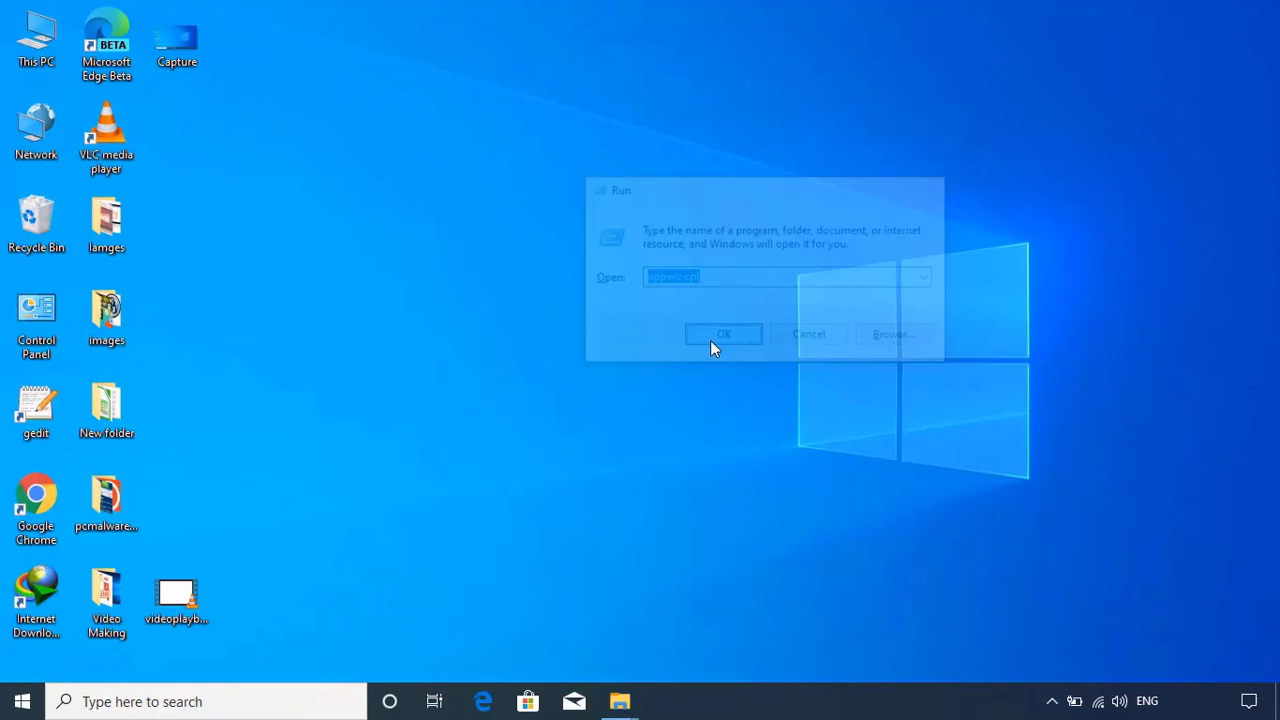 This PC
Microsoft
Edge Beta
BETA
Capture
Network
VLC media
player
Recycle Bin
Iamges
Control
Panel
images
gedit
New folder
Google
Chrome
pcmalware...
Internet
Downlo...
Video
Making
videoplayb...
Run
Type the name of a program, folder, document, or Internet
resource, and Windows will open it for you.
Open:
appwiz.cpl
OK
Cancel
Browse...
Type here to search
ENG